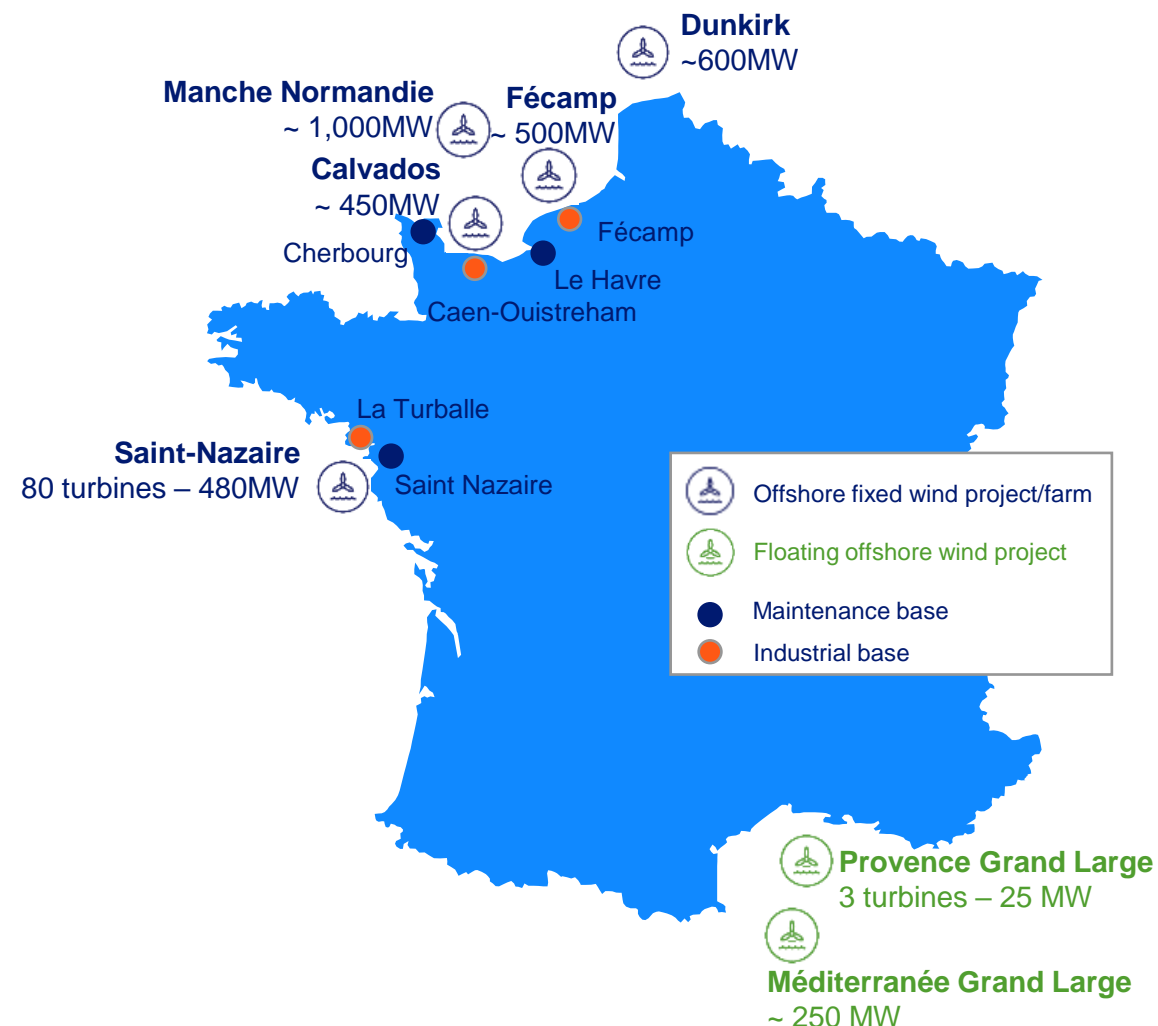 Dunkirk
~600MW
Manche Normandie
~ 1,000MW
Fécamp
~ 500MW
Calvados
~ 450MW
Cherbourg
Fécamp
Le Havre
Caen-Ouistreham
La Turballe
Saint-Nazaire
80 turbines – 480MW
Saint Nazaire
Offshore fixed wind project/farm
Floating offshore wind project
Maintenance base
Industrial base
Provence Grand Large
3 turbines – 25 MW
Méditerranée Grand Large
~ 250 MW